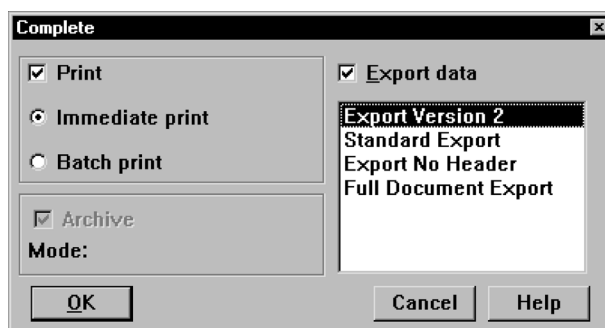 Complete
Print
Immediate print
Batch print
Archive
Mode:
Export data
Export Version 2
Standard Export
Export No Header
Full Document Export
OK
Cancel
Help